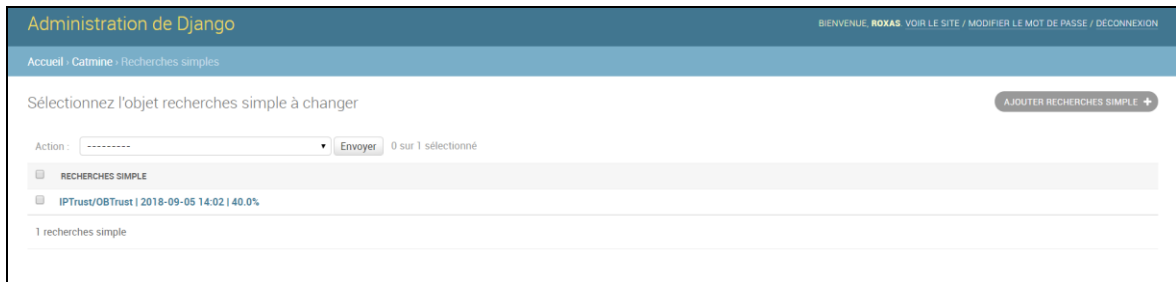 Administration de Django
BIENVENUE, ROXAS. VOIR LE SITE / MODIFIER LE MOT DE PASSE / DÉCONNEXION
Accueil › Catmine › Recherches simples
Sélectionnez l'objet recherches simple à changer
AJOUTER RECHERCHES SIMPLE +
Action : --------- Envoyer 0 sur 1 sélectionné
RECHERCHES SIMPLE
IPTrust/OBTrust | 2018-09-05 14:02 | 40.0%
1 recherches simple